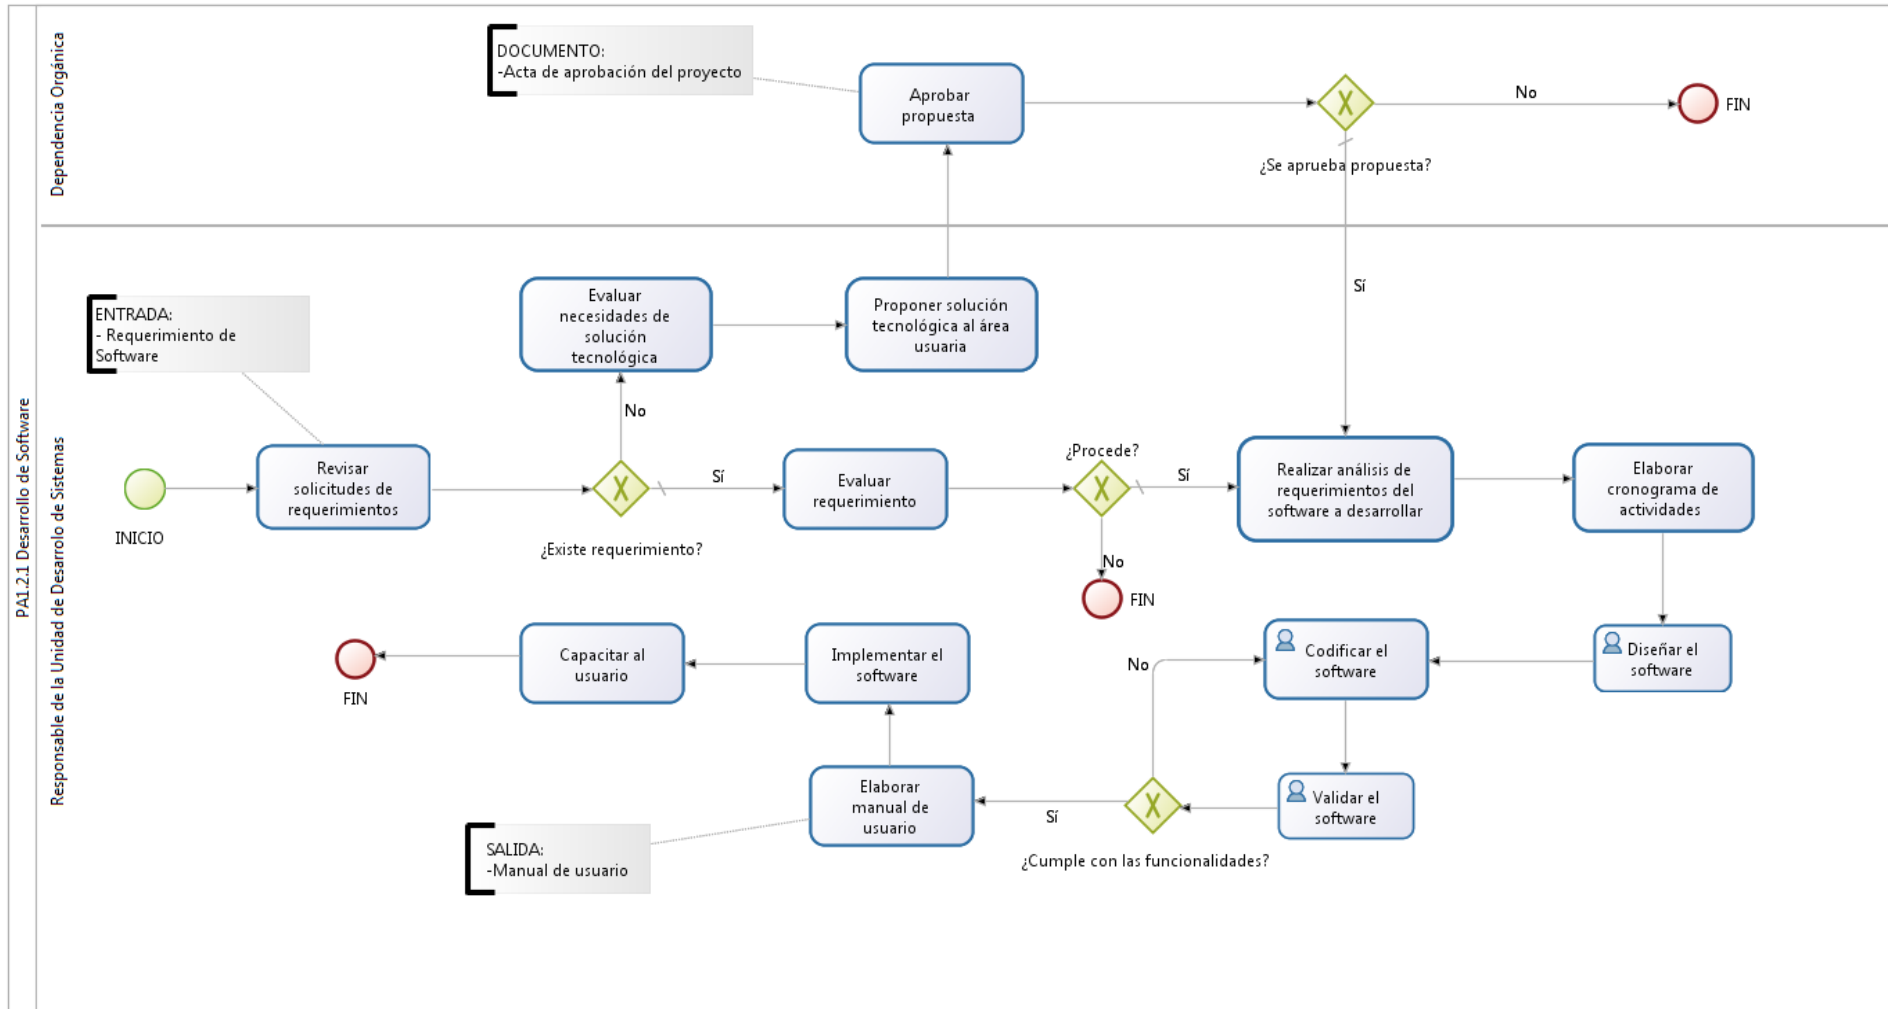 PA1.2.1 Desarrollo de Software
Dependencia Orgánica
DOCUMENTO:
-Acta de aprobación del proyecto
Aprobar
propuesta
¿Se aprueba propuesta?
No
FIN
Sí
Responsable de la Unidad de Desarrolo de Sistemas
ENTRADA:
- Requerimiento de
Software
INICIO
Revisar
solicitudes de
requerimientos
¿Existe requerimiento?
No
Evaluar
necesidades de
solución
tecnológica
Proponer solución
tecnológica al área
usuaria
Sí
Evaluar
requerimiento
¿Procede?
No
FIN
Sí
Realizar análisis de
requerimientos del
software a desarrollar
Elaborar
cronograma de
actividades
Diseñar el
software
Codificar el
software
Validar el
software
¿Cumple con las funcionalidades?
No
Sí
Elaborar
manual de
usuario
SALIDA:
-Manual de usuario
Implementar el
software
Capacitar al
usuario
FIN